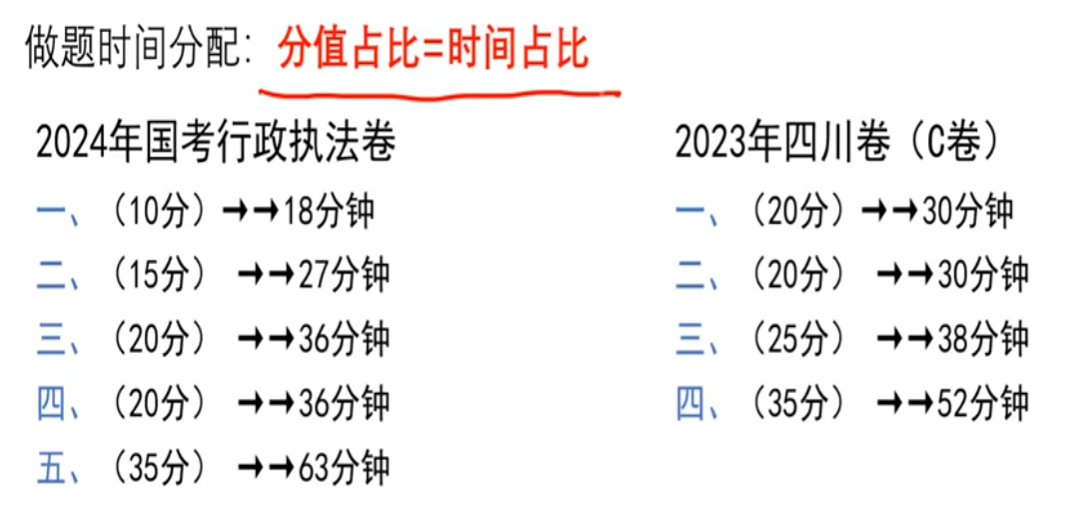 做题时间分配：分值占比=时间占比
2024年国考行政执法卷
一、（10分）→→18分钟
二、（15分）→→27分钟
三、（20分）→→36分钟
四、（20分）→→36分钟
五、（35分）→→63分钟
2023年四川卷（C卷）
一、（20分）→→30分钟
二、（20分）→→30分钟
三、（25分）→→38分钟
四、（35分）→→52分钟